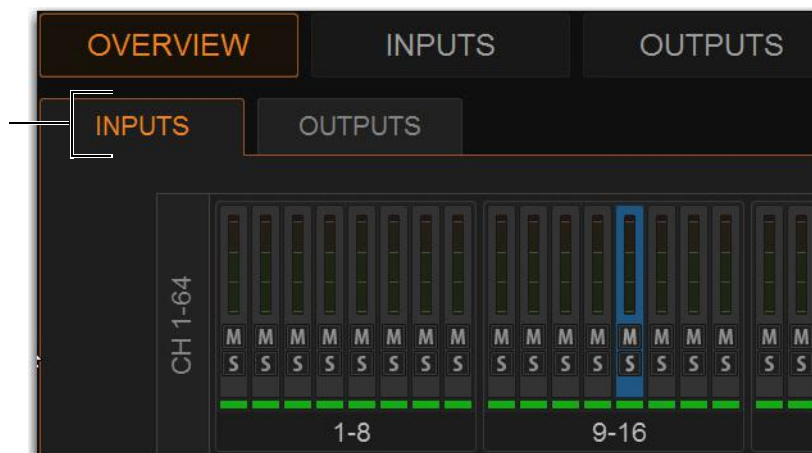 OVERVIEW INPUTS OUTPUTS
INPUTS OUTPUTS
CH 1-64
M M M M M M M M M M M M M M M M M M
S S S S S S S S S S S S S S S S S S
1-8 9-16